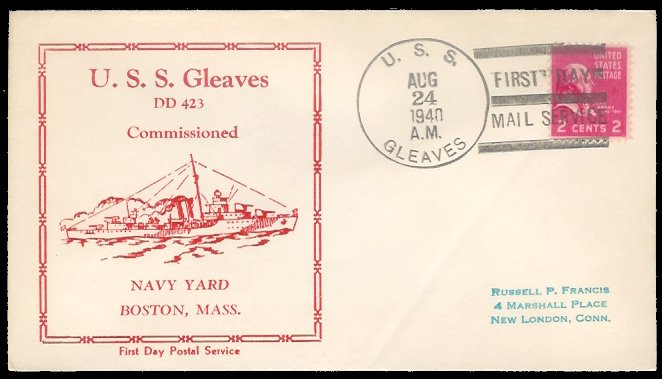 U. S. S. Gleaves
DD 423
Commissioned
NAVY YARD
BOSTON, MASS.
First Day Postal Service
U. S. S.
AUG
24
1940
A.M.
GLEAVES
FIRST DAY
MAIL SERVICE
UNITED
STATES
POSTAGE
2 CENTS 2
RUSSELL P. FRANCIS
4 MARSHALL PLACE
NEW LONDON, CONN.